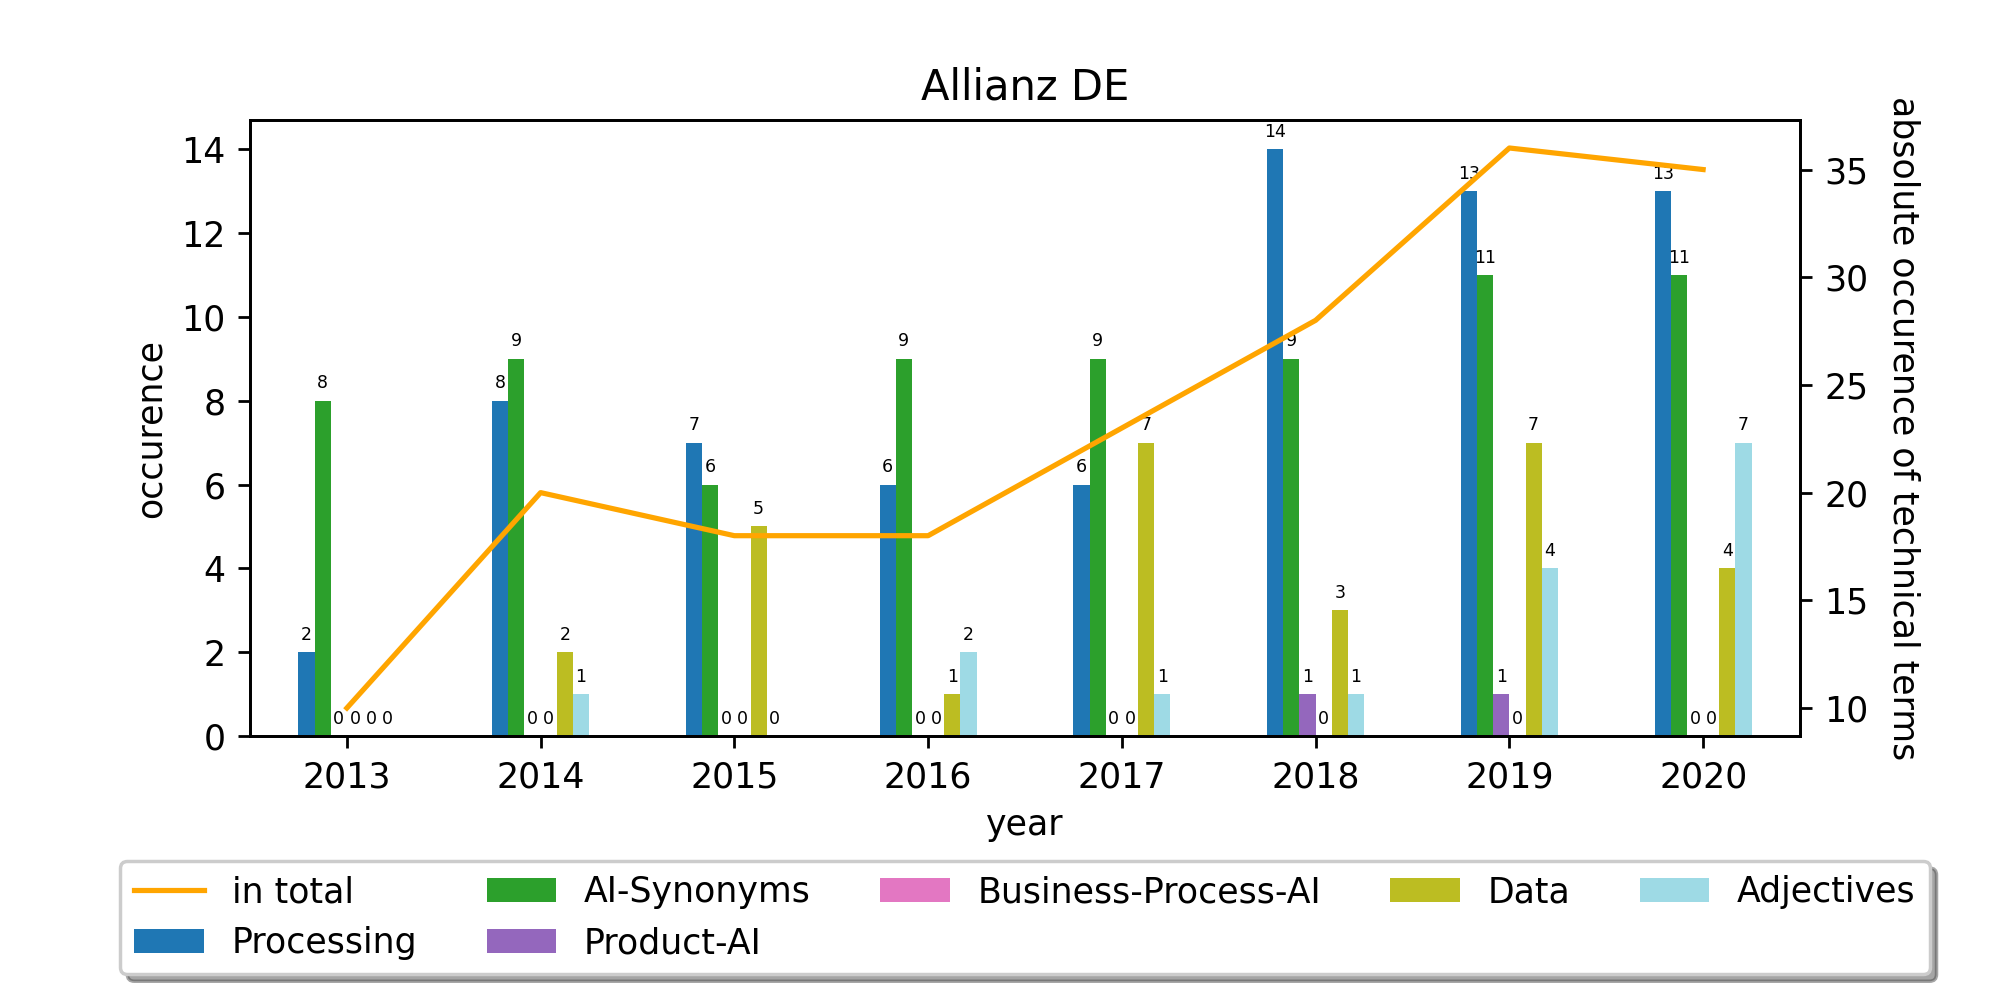 Allianz DE
14
12
10
8
6
4
2
0
occurence
35
30
25
20
15
10
absolute occurence of technical terms
2 8 0 0 0 0
8 9 0 0 2 1
7 6 0 0 5 0
6 9 0 0 1 2
6 9 0 0 7 1
14 9 1 0 3 1
13 11 1 0 7 4
13 11 0 0 4 7
2013 2014 2015 2016 2017 2018 2019 2020
year
in total AI-Synonyms Business-Process-AI Data Adjectives
Processing Product-AI